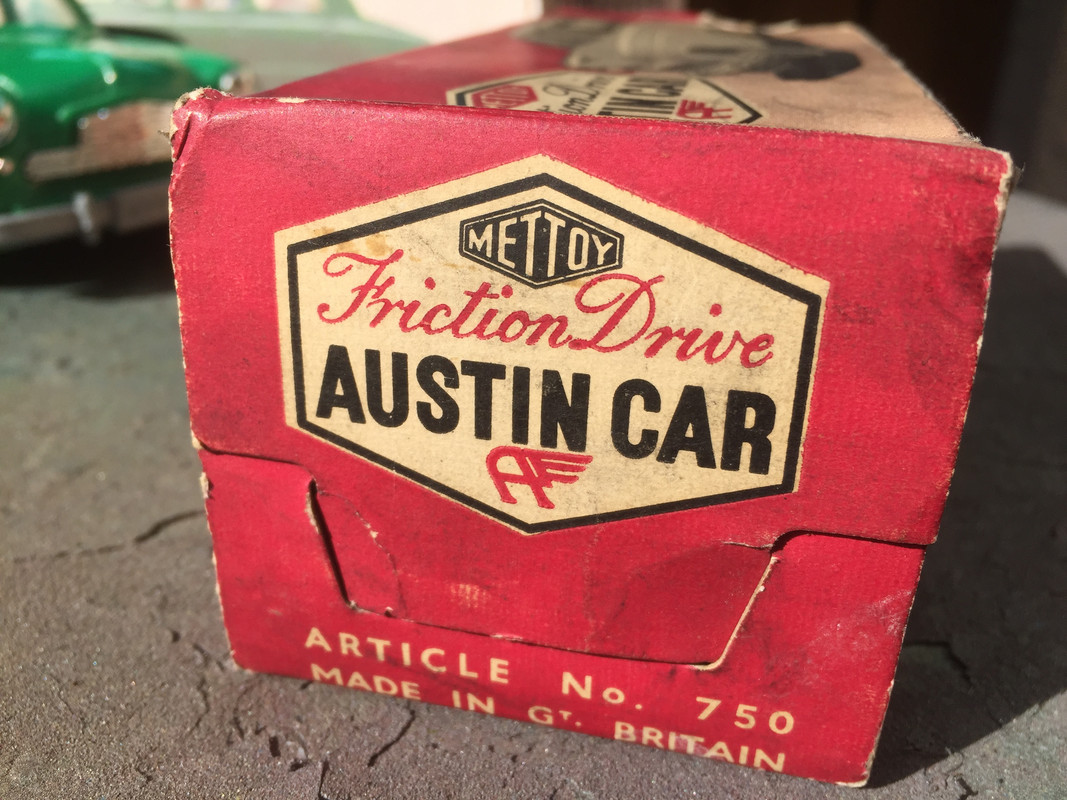 METTOY
Friction Drive
AUSTIN CAR
AF
ARTICLE No. 750
MADE IN GT. BRITAIN